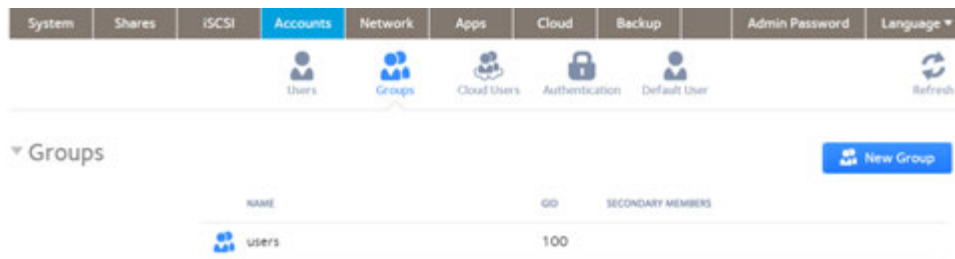 System Shares iSCSI Accounts Network Apps Cloud Backup Admin Password Language
Users Groups Cloud Users Authentication Default User Refresh
Groups
New Group
NAME GID SECONDARY MEMBERS
users 100